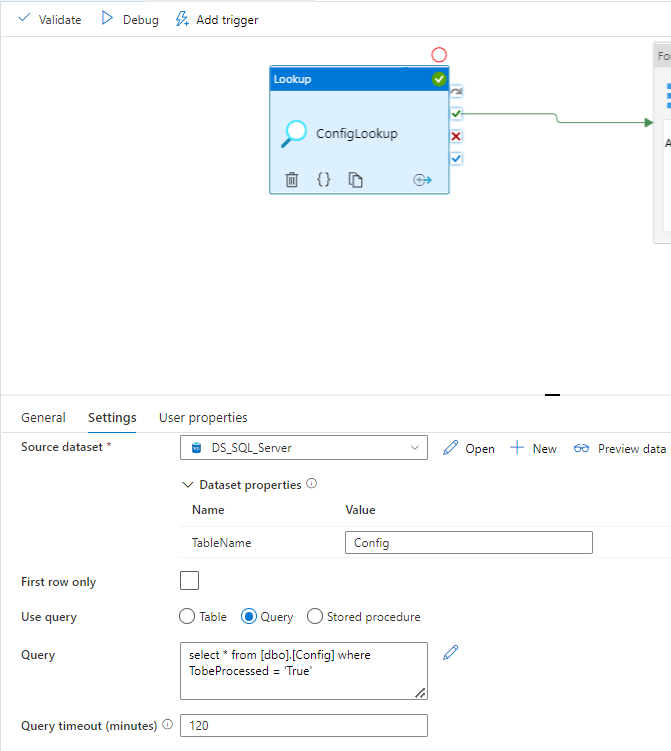 Validate Debug Add trigger
Lookup
ConfigLookup
{}
Fo
A
General Settings User properties
Source dataset * DS_SQL_Server Open New Preview data
Dataset properties
Name Value
TableName Config
First row only
Use query Table Query Stored procedure
Query select * from [dbo].[Config] where
TobeProcessed = 'True'
Query timeout (minutes) 120